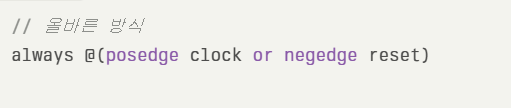 // 올바른 방식
always @(posedge clock or negedge reset)